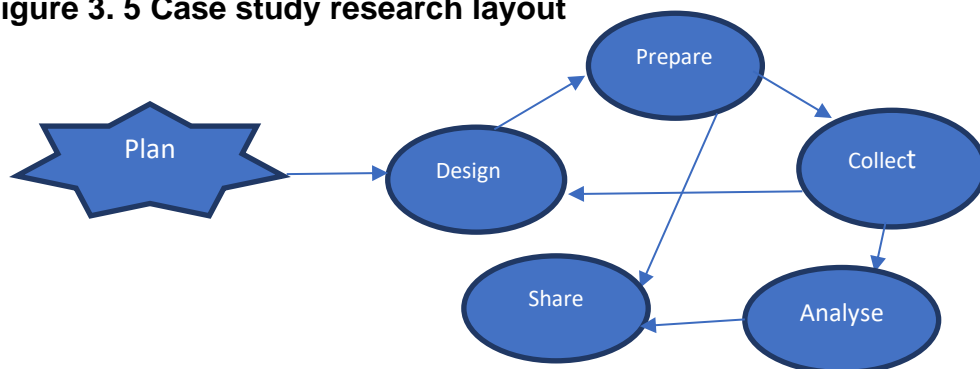 igure 3. 5 Case study research layout
Prepare
Plan
Design
Collect
Share
Analyse